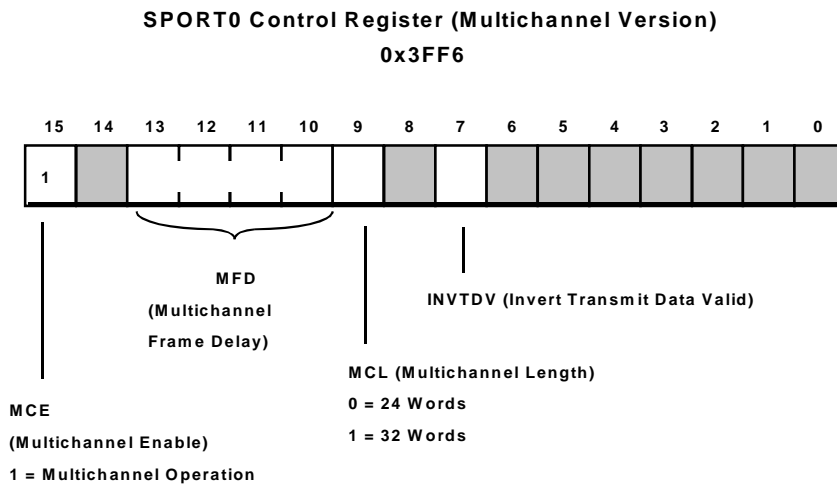 SPORT0 Control Register (Multichannel Version)
0x3FF6
15 14 13 12 11 10 9 8 7 6 5 4 3 2 1 0
1
MFD
(Multichannel
Frame Delay)
INVTDV (Invert Transmit Data Valid)
MCL (Multichannel Length)
0 = 24 Words
1 = 32 Words
MCE
(Multichannel Enable)
1 = Multichannel Operation